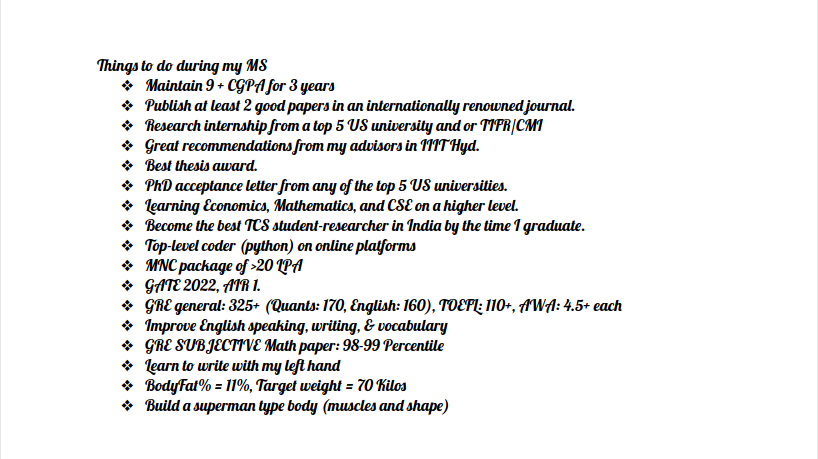 Things to do during my MS
❖ Maintain 9 + CGPA for 3 years
❖ Publish at least 2 good papers in an internationally renowned journal.
❖ Research internship from a top 5 US university and or TIFR/CMI
❖ Great recommendations from my advisors in IIIT Hyd.
❖ Best thesis award.
❖ PhD acceptance letter from any of the top 5 US universities.
❖ Learning Economics, Mathematics, and CSE on a higher level.
❖ Become the best TCS student-researcher in India by the time I graduate.
❖ Top-level coder (python) on online platforms
❖ MNC package of >20 LPA
❖ GATE 2022, AIR 1.
❖ GRE general: 325+ (Quants: 170, English: 160), TOEFL: 110+, AWA: 4.5+ each
❖ Improve English speaking, writing, & vocabulary
❖ GRE SUBJECTIVE Math paper: 98-99 Percentile
❖ Learn to write with my left hand
❖ BodyFat% = 11%, Target weight = 70 Kilos
❖ Build a superman type body (muscles and shape)